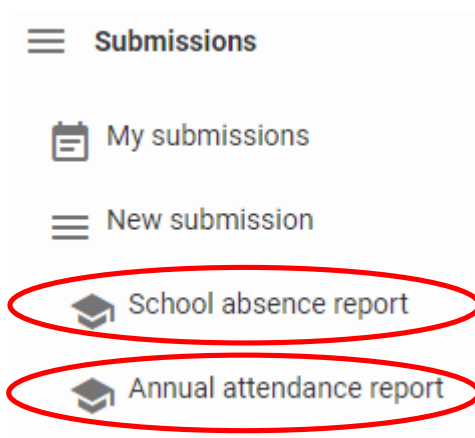 Submissions
My submissions
New submission
School absence report
Annual attendance report